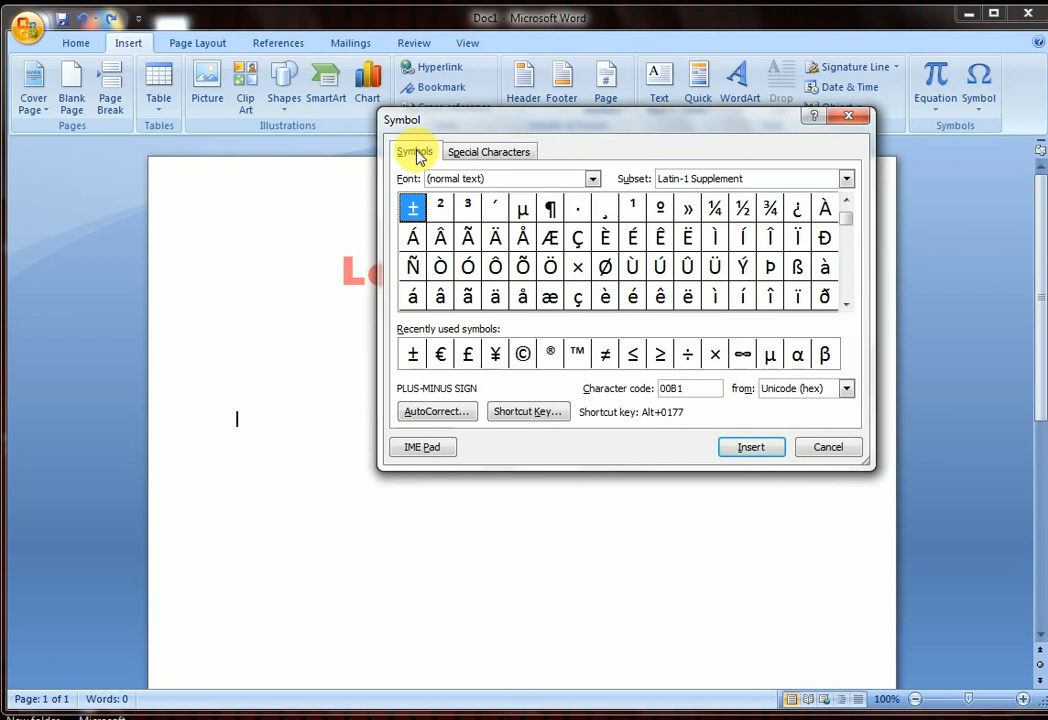 Doc1 - Microsoft Word
Home Insert Page Layout References Mailings Review View
Cover Page Blank Page Page Break
Pages
Table
Tables
Picture Clip Art Shapes SmartArt Chart
Illustrations
Hyperlink
Bookmark
Header Footer Page
Text Quick WordArt Drop
Signature Line
Date & Time
Equation Symbol
Symbols
Symbol
Symbols Special Characters
Font: (normal text) Subset: Latin-1 Supplement
± ² ³ ´ µ ¶ · ¸ ¹ º » ¼ ½ ¾ ¿ À
Á Â Ã Ä Å Æ Ç È É Ê Ë Ì Í Î Ï Ð
Ñ Ò Ó Ô Õ Ö × Ø Ù Ú Û Ü Ý Þ ß à
á â ã ä å æ ç è é ê ë ì í î ï ð
Recently used symbols:
± € £ ¥ © ® ™ ≠ ≤ ≥ ÷ × ∞ µ α β
PLUS-MINUS SIGN Character code: 00B1 from: Unicode (hex)
AutoCorrect... Shortcut Key... Shortcut key: Alt+0177
IME Pad Insert Cancel
Page: 1 of 1 Words: 0 100%